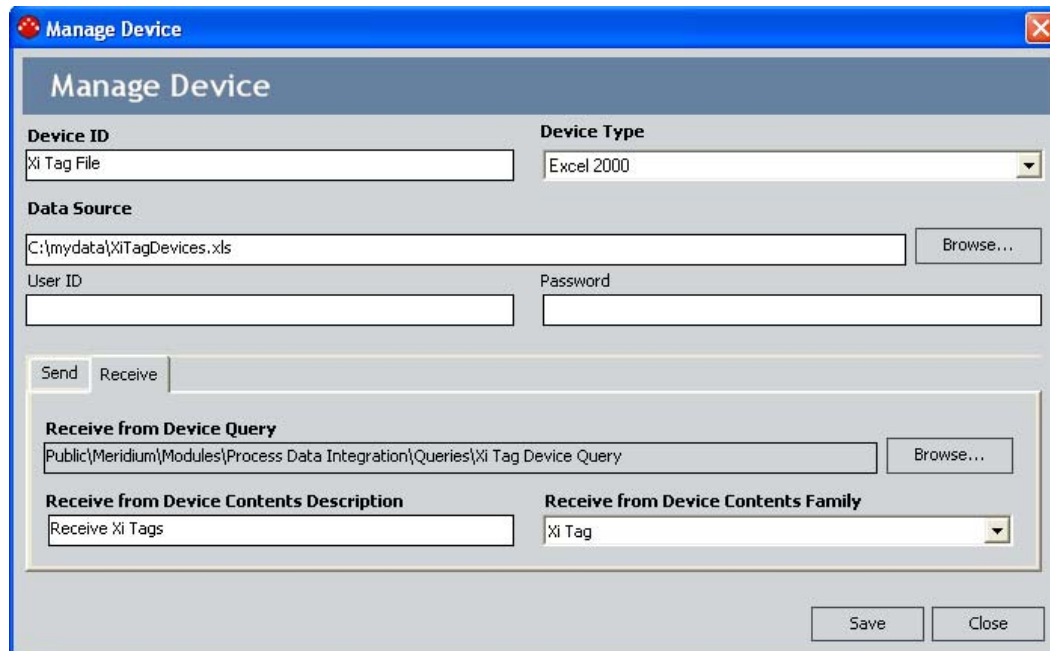 Manage Device
Manage Device
Device ID
Device Type
Xi Tag File
Excel 2000
Data Source
C:\mydata\XiTagDevices.xls
Browse...
User ID
Password
Send
Receive
Receive from Device Query
Public\Meridium\Modules\Process Data Integration\Queries\Xi Tag Device Query
Browse...
Receive from Device Contents Description
Receive from Device Contents Family
Receive Xi Tags
Xi Tag
Save
Close